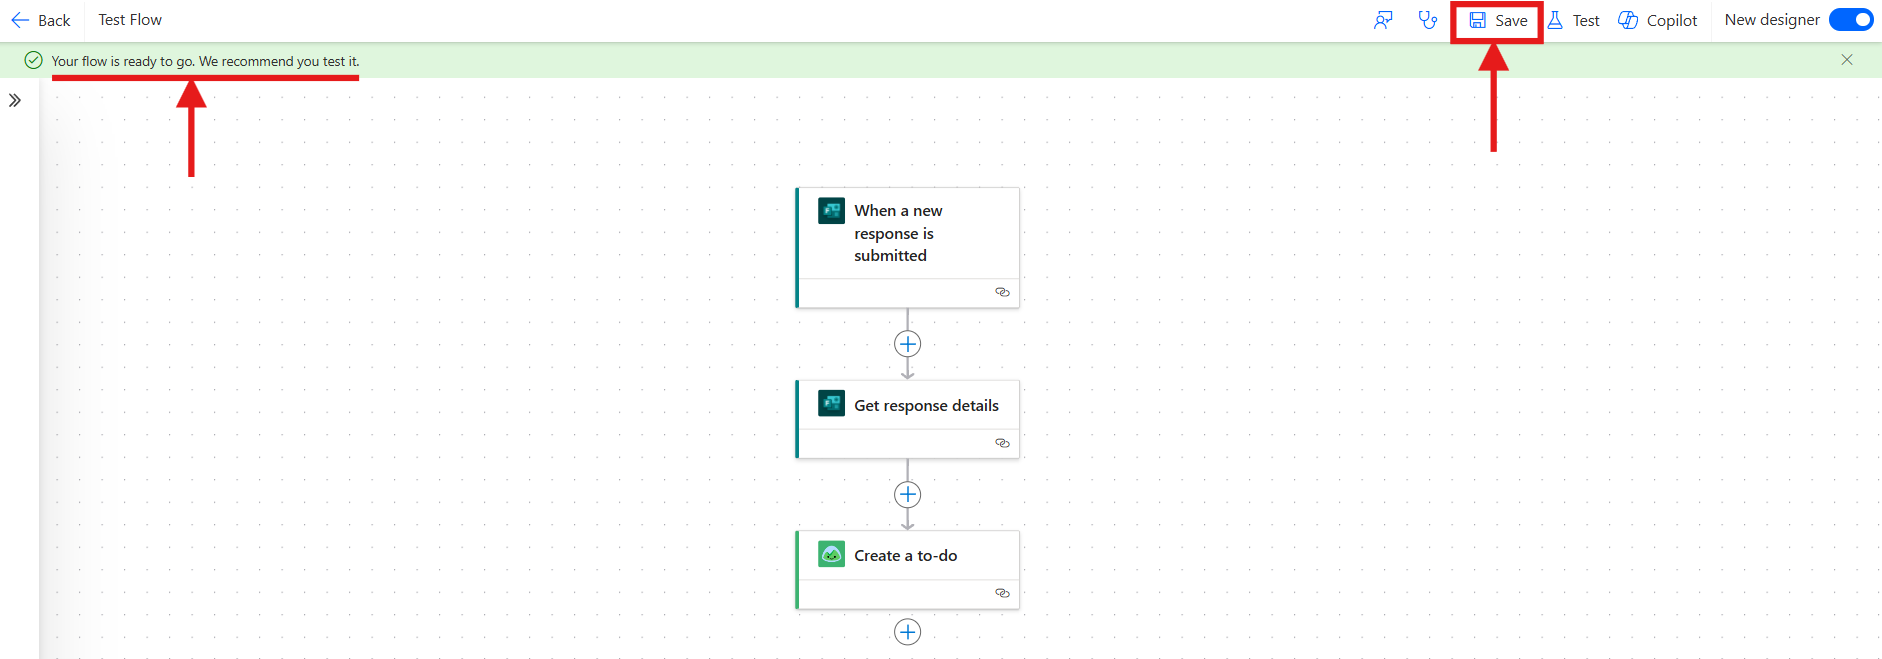 Back
Test Flow
Save
Test
Copilot
New designer
Your flow is ready to go. We recommend you test it.
When a new
response is
submitted
Get response details
Create a to-do